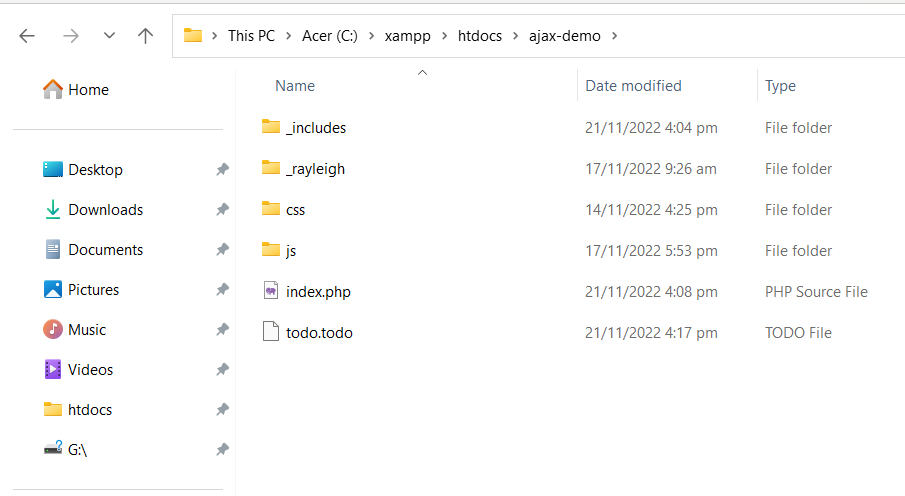 This PC > Acer (C:) > xampp > htdocs > ajax-demo >
Home
Desktop
Downloads
Documents
Pictures
Music
Videos
htdocs
G:\
Name Date modified Type
_includes 21/11/2022 4:04 pm File folder
_rayleigh 17/11/2022 9:26 am File folder
css 14/11/2022 4:25 pm File folder
js 17/11/2022 5:53 pm File folder
index.php 21/11/2022 4:08 pm PHP Source File
todo.todo 21/11/2022 4:17 pm TODO File